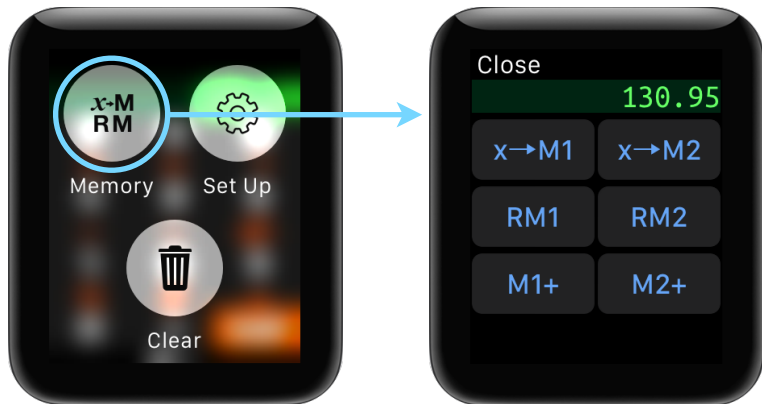 x→M
RM
Memory
Set Up
Clear
Close
130.95
x→M1
x→M2
RM1
RM2
M1+
M2+